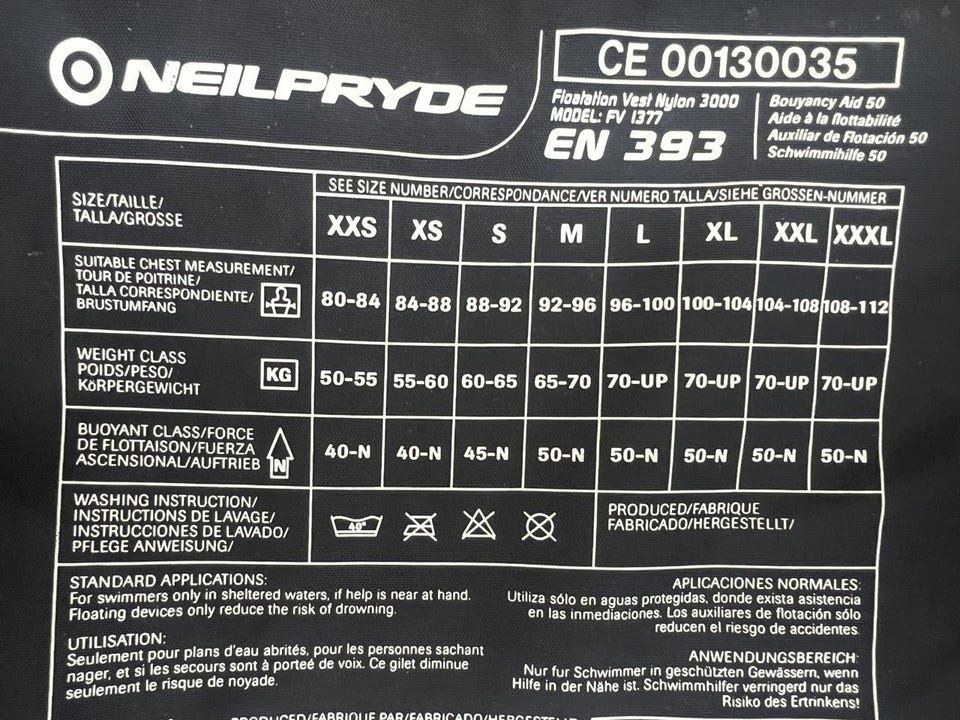 NEILPRYDE
CE 00130035
Floatation Vest Nylon 3000
MODEL: FV 1377
EN 393
Bouyancy Aid 50
Aide à la flottabilité
Auxiliar de Flotación 50
Schwimmihilfe 50
SIZE/TAILLE/
TALLA/GROSSE
SEE SIZE NUMBER/CORRESPONDANCE/VER NUMERO TALLA/SIEHE GROSSEN-NUMMER
XXS XS S M L XL XXL XXXL
SUITABLE CHEST MEASUREMENT/
TOUR DE POITRINE/
TALLA CORRESPONDIENTE/
BRUSTUMFANG
80-84 84-88 88-92 92-96 96-100 100-104 104-108 108-112
WEIGHT CLASS
POIDS/PESO/
KöRPERGEWICHT
KG
50-55 55-60 60-65 65-70 70-UP 70-UP 70-UP 70-UP
BUOYANT CLASS/FORCE
DE FLOTTAISON/FUERZA
ASCENSIONAL/AUFTRIEB
N
40-N 40-N 45-N 50-N 50-N 50-N 50-N 50-N
WASHING INSTRUCTION/
INSTRUCTIONS DE LAVAGE/
INSTRUCCIONES DE LAVADO/
PFLEGE ANWEISUNG/
40°
PRODUCED/FABRIQUE
FABRICADO/HERGESTELLT/
STANDARD APPLICATIONS:
For swimmers only in sheltered waters, if help is near at hand.
Floating devices only reduce the risk of drowning.
UTILISATION:
Seulement pour plans d'eau abrités, pour les personnes sachant
nager, et si les secours sont à porteé de voix. Ce gilet diminue
seulement le risque de noyade.
APLICACIONES NORMALES:
Utiliza sólo en aguas protegidas, donde exista asistencia
en las inmediaciones. Los auxiliares de flotación sólo
reducen el riesgo de accidentes.
ANWENDUNGSBEREICH:
Nur fur Schwimmer in geschützten Gewässern, wenn
Hilfe in der Nähe ist. Schwimmhilfer verringerd nur das
Risiko des Ertrinkens!
PRODUCED/FABRIQUE PAR/FABRICADO/HERGESTELLT